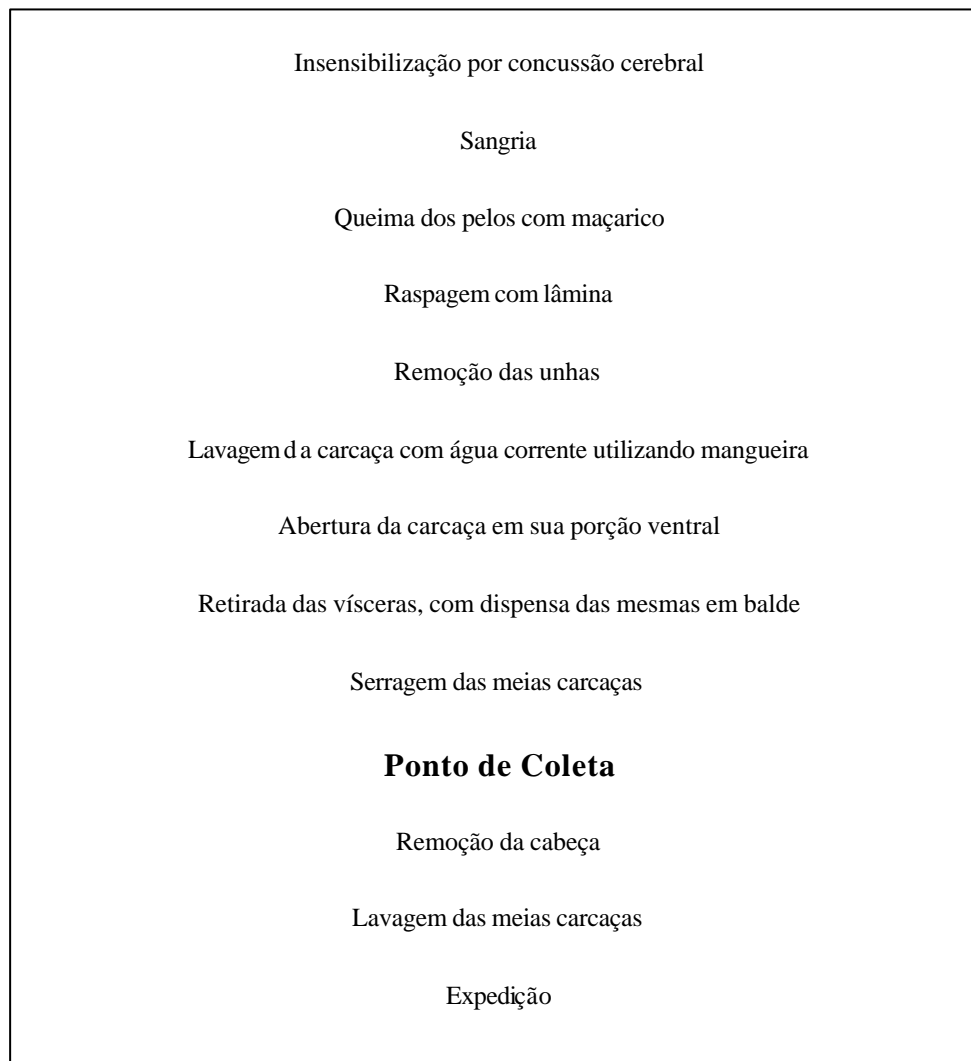 Insensibilização por concussão cerebral
Sangria
Queima dos pelos com maçarico
Raspagem com lâmina
Remoção das unhas
Lavagem d a carcaça com água corrente utilizando mangueira
Abertura da carcaça em sua porção ventral
Retirada das vísceras, com dispensa das mesmas em balde
Serragem das meias carcaças
Ponto de Coleta
Remoção da cabeça
Lavagem das meias carcaças
Expedição